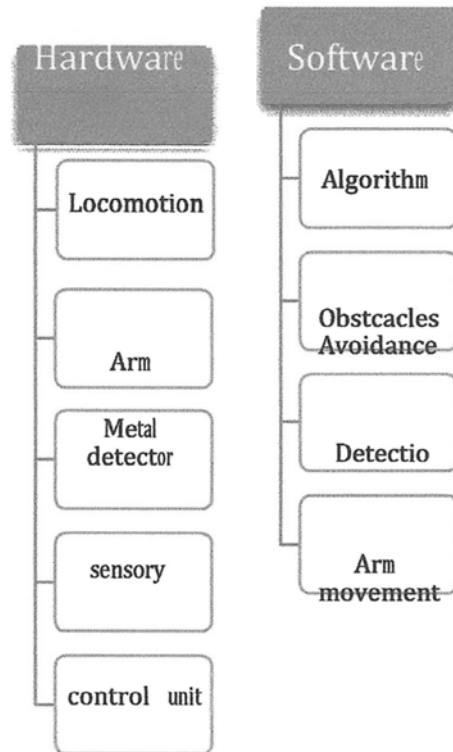 Hardware
Locomotion
Arm
Metal
detector
sensory
control unit
Software
Algorithm
Obstcacles
Avoidance
Detectio
Arm
movement